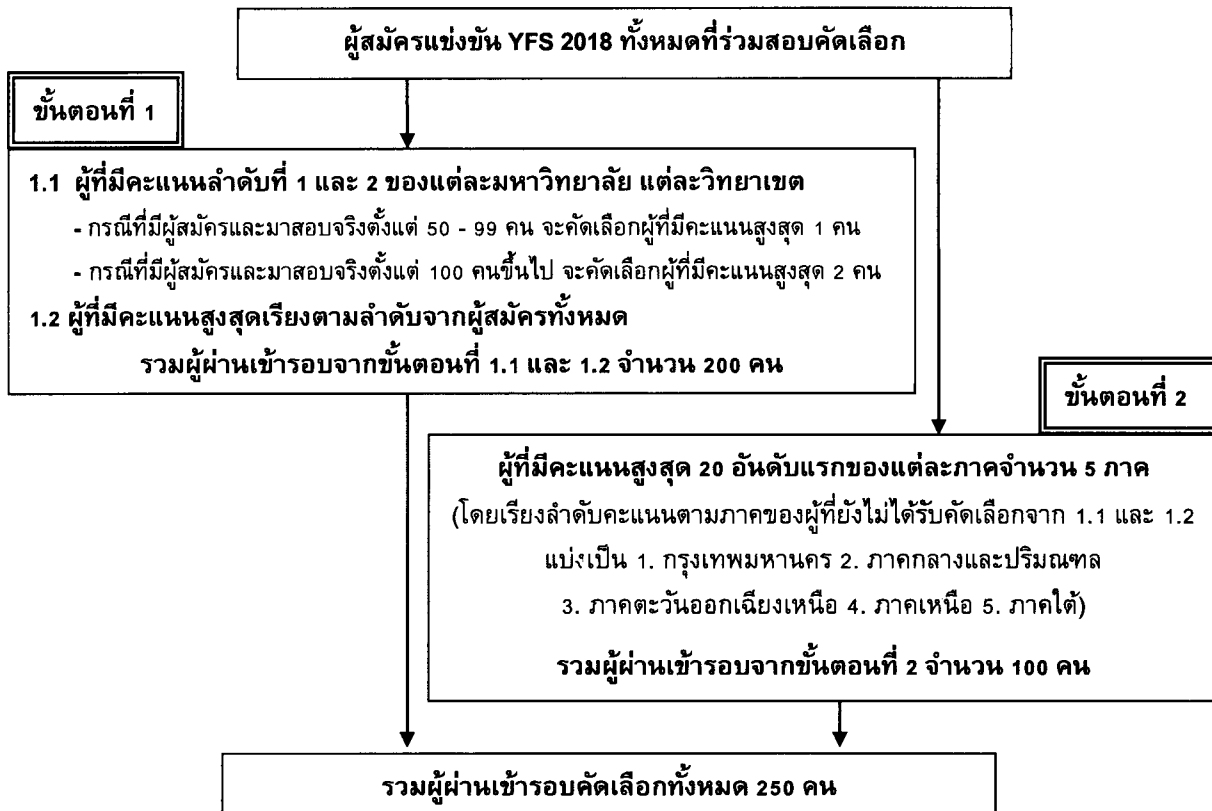 ผู้สมัครแข่งขัน YFS 2018 ทั้งหมดที่ร่วมสอบคัดเลือก
ขั้นตอนที่ 1
1.1 ผู้ที่มีคะแนนลำดับที่ 1 และ 2 ของแต่ละมหาวิทยาลัย แต่ละวิทยาเขต
- กรณีที่มีผู้สมัครและมาสอบจริงตั้งแต่ 50 - 99 คน จะคัดเลือกผู้ที่มีคะแนนสูงสุด 1 คน
- กรณีที่มีผู้สมัครและมาสอบจริงตั้งแต่ 100 คนขึ้นไป จะคัดเลือกผู้ที่มีคะแนนสูงสุด 2 คน
1.2 ผู้ที่มีคะแนนสูงสุดเรียงตามลำดับจากผู้สมัครทั้งหมด
รวมผู้ผ่านเข้ารอบจากขั้นตอนที่ 1.1 และ 1.2 จำนวน 200 คน
ขั้นตอนที่ 2
ผู้ที่มีคะแนนสูงสุด 20 อันดับแรกของแต่ละภาคจำนวน 5 ภาค
(โดยเรียงลำดับคะแนนตามภาคของผู้ที่ยังไม่ได้รับคัดเลือกจาก 1.1 และ 1.2
แบ่งเป็น 1. กรุงเทพมหานคร 2. ภาคกลางและปริมณฑล
3. ภาคตะวันออกเฉียงเหนือ 4. ภาคเหนือ 5. ภาคใต้)
รวมผู้ผ่านเข้ารอบจากขั้นตอนที่ 2 จำนวน 100 คน
รวมผู้ผ่านเข้ารอบคัดเลือกทั้งหมด 250 คน